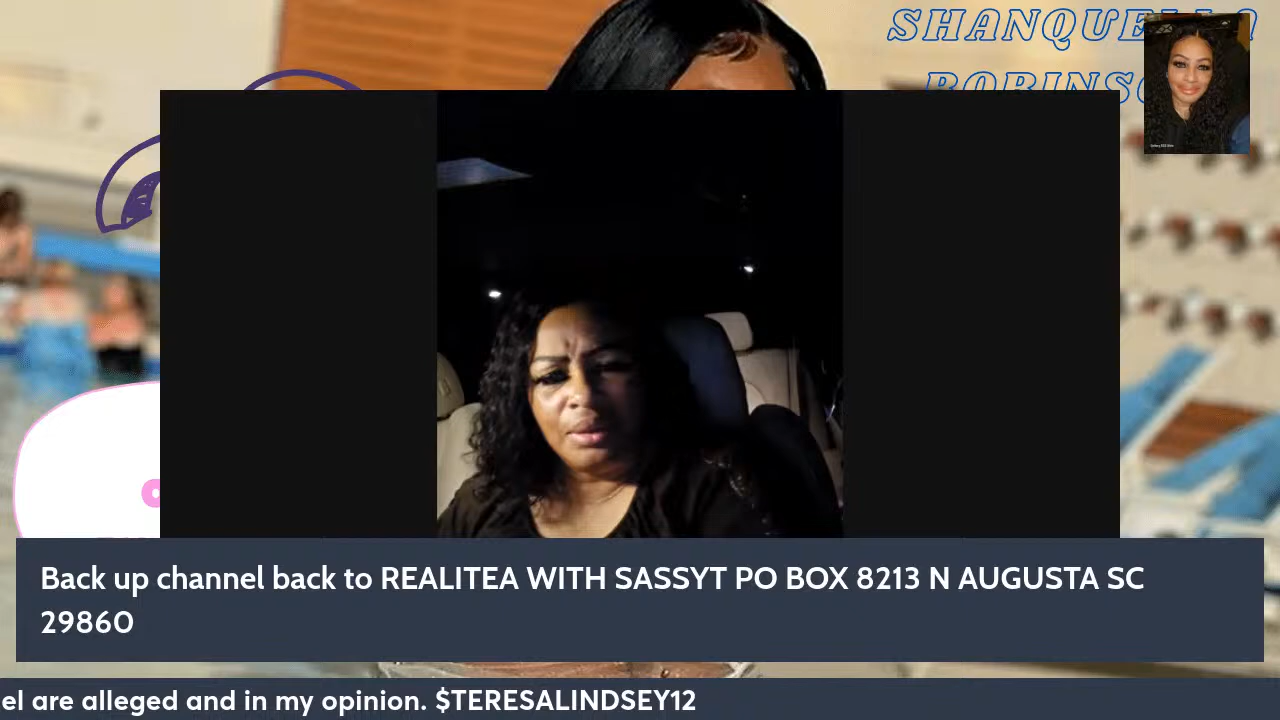 SHANQUELLA
ROBINSO
Back up channel back to REALITEA WITH SASSYT PO BOX 8213 N AUGUSTA SC
29860
el are alleged and in my opinion. $TERESALINDSEY12